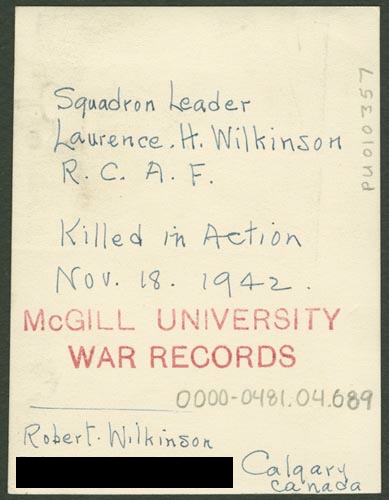 Squadron Leader
Laurence. H. Wilkinson
R. C. A. F.
Killed in Action
Nov. 18. 1942.
McGILL UNIVERSITY
WAR RECORDS
0000-0481.04.689
Robert. Wilkinson
Calgary
Canada
PU010357